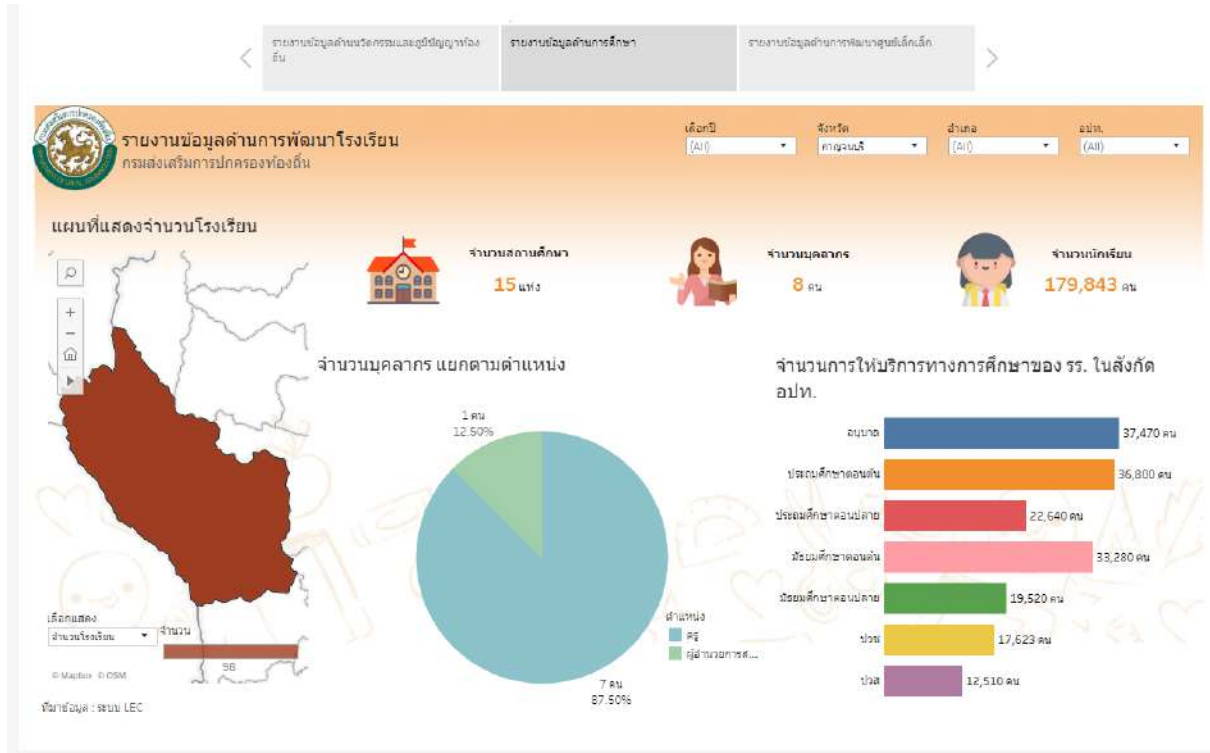 รายงานข้อมูลด้านนวัตกรรมและภูมิปัญญาท้อง
ถิ่น
รายงานข้อมูลด้านการศึกษา
รายงานข้อมูลด้านการพัฒนาศูนย์เด็กเล็ก
รายงานข้อมูลด้านการพัฒนาโรงเรียน
กรมส่งเสริมการปกครองท้องถิ่น
เลือกปี
(All)
จังหวัด
กาญจนบุรี
อำเภอ
(All)
อปท.
(All)
แผนที่แสดงจำนวนโรงเรียน
จำนวนสถานศึกษา
15 แห่ง
จำนวนบุคลากร
8 คน
จำนวนนักเรียน
179,843 คน
จำนวนบุคลากร แยกตามตำแหน่ง
1 คน
12.50%
7 คน
87.50%
ตำแหน่ง
ครู
ผู้อำนวยการส...
จำนวนการให้บริการทางการศึกษาของ รร. ในสังกัด
อปท.
อนุบาล
37,470 คน
ประถมศึกษาตอนต้น
36,800 คน
ประถมศึกษาตอนปลาย
22,640 คน
มัธยมศึกษาตอนต้น
33,280 คน
มัธยมศึกษาตอนปลาย
19,520 คน
ปวช
17,623 คน
ปวส
12,510 คน
เลือกแสดง
จำนวนโรงเรียน
จำนวน
98
© Mapbox © OSM
ที่มาข้อมูล : ระบบ LEC